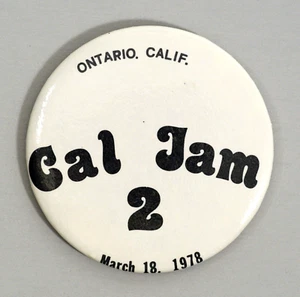 ONTARIO, CALIF.
Cal Jam
2
March 18, 1978